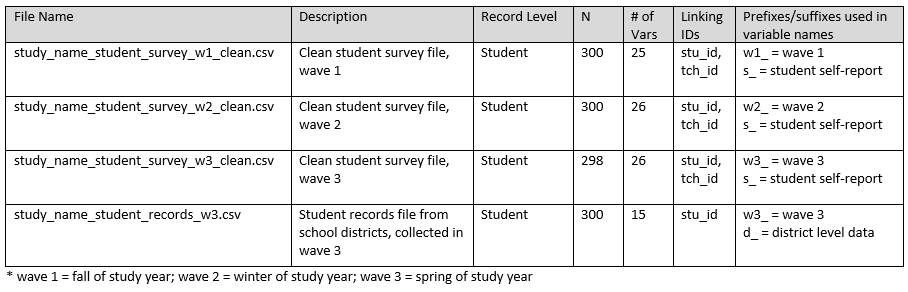 File Name Description Record Level N # of Vars Linking IDs Prefixes/suffixes used in variable names
study_name_student_survey_w1_clean.csv Clean student survey file, wave 1 Student 300 25 stu_id, tch_id w1_ = wave 1 s_ = student self-report
study_name_student_survey_w2_clean.csv Clean student survey file, wave 2 Student 300 26 stu_id, tch_id w2_ = wave 2 s_ = student self-report
study_name_student_survey_w3_clean.csv Clean student survey file, wave 3 Student 298 26 stu_id, tch_id w3_ = wave 3 s_ = student self-report
study_name_student_records_w3.csv Student records file from school districts, collected in wave 3 Student 300 15 stu_id w3_ = wave 3 d_ = district level data
* wave 1 = fall of study year; wave 2 = winter of study year; wave 3 = spring of study year